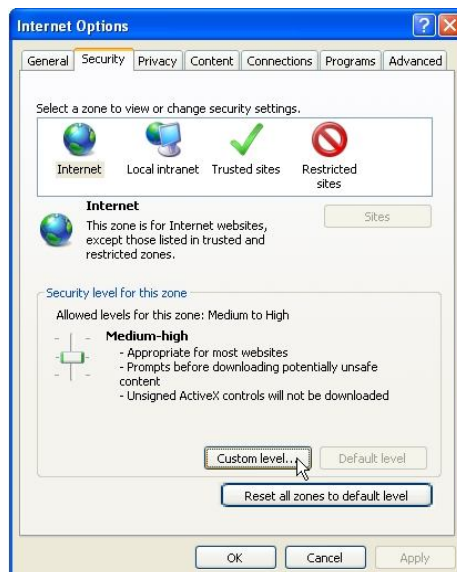 Internet Options
General Security Privacy Content Connections Programs Advanced
Select a zone to view or change security settings.
Internet Local intranet Trusted sites Restricted
sites
Internet
Sites
This zone is for Internet websites,
except those listed in trusted and
restricted zones.
Security level for this zone
Allowed levels for this zone: Medium to High
Medium-high
- Appropriate for most websites
- Prompts before downloading potentially unsafe
content
- Unsigned ActiveX controls will not be downloaded
Custom level... Default level
Reset all zones to default level
OK Cancel Apply